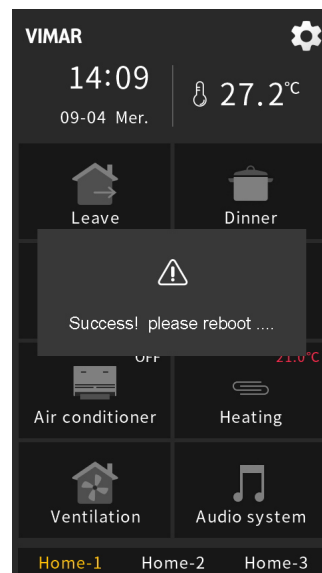 VIMAR
14:09
09-04 Mer.
27.2°C
Leave
Dinner
Success! please reboot ....
OFF
21.0°C
Air conditioner
Heating
Ventilation
Audio system
Home-1 Home-2 Home-3